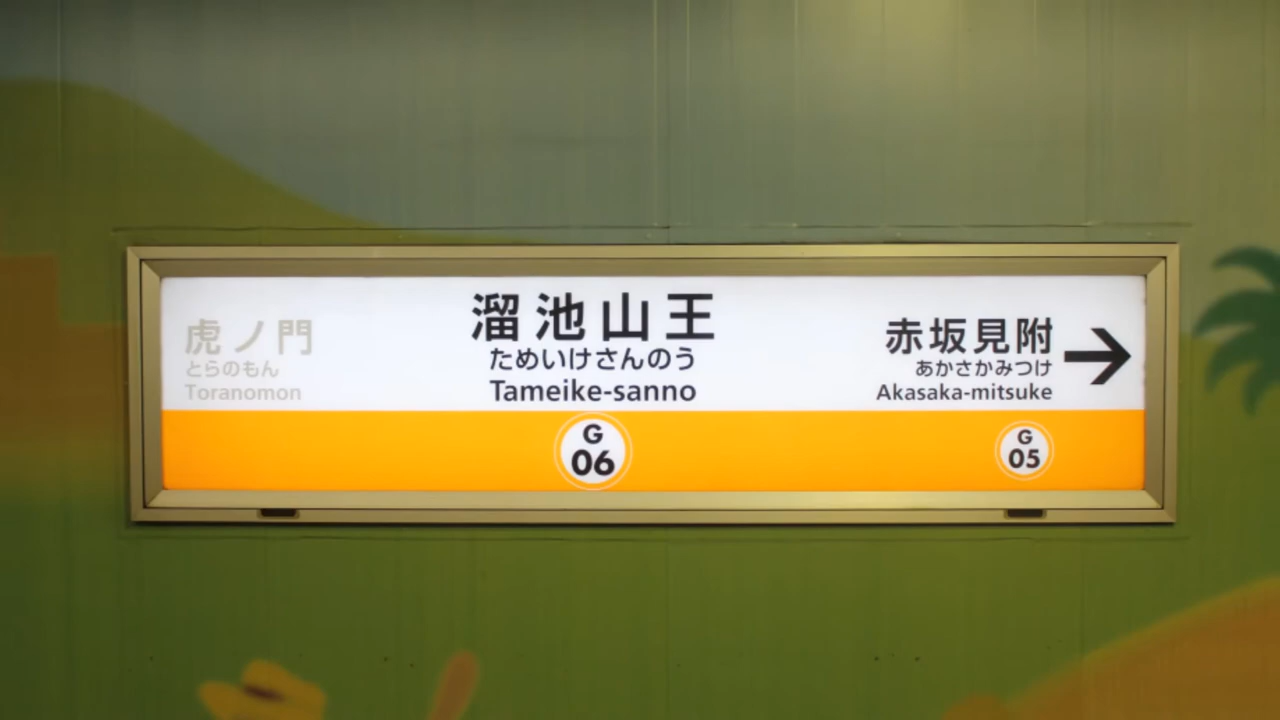 虎ノ門
とらのもん
Toranomon
溜池山王
ためいけさんのう
Tameike-sanno
G
06
赤坂見附
あかさかみつけ
Akasaka-mitsuke
G
05